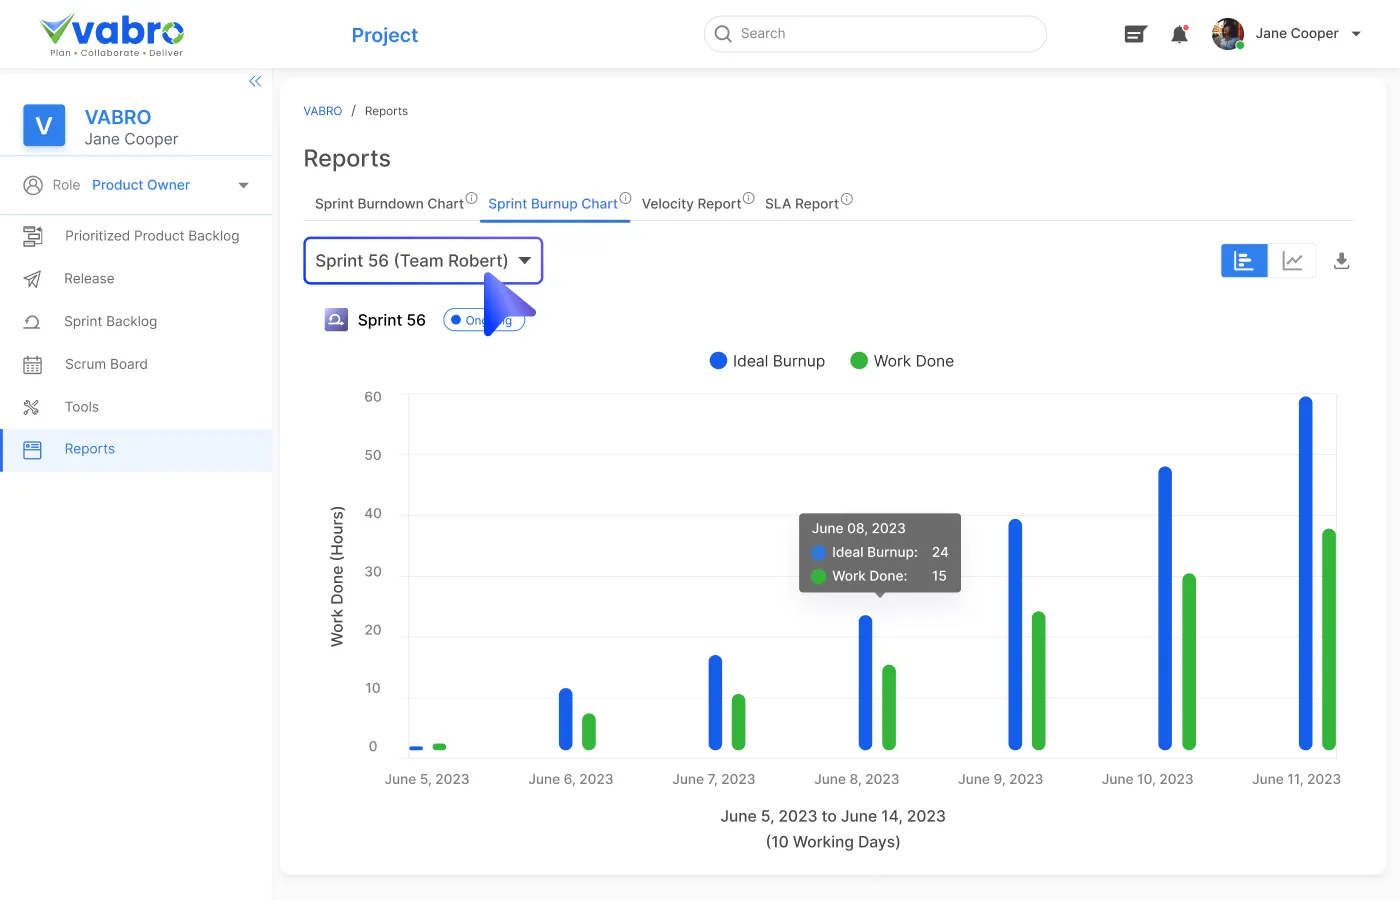 vabro
Plan • Collaborate • Deliver
Project
Search
Jane Cooper
V
VABRO
Jane Cooper
Role Product Owner
Prioritized Product Backlog
Release
Sprint Backlog
Scrum Board
Tools
Reports
VABRO / Reports
Reports
Sprint Burndown Chart Sprint Burnup Chart Velocity Report SLA Report
Sprint 56 (Team Robert)
Sprint 56
Ideal Burnup Work Done
Work Done (Hours)
60
50
40
30
20
10
0
June 08, 2023
Ideal Burnup: 24
Work Done: 15
June 5, 2023 June 6, 2023 June 7, 2023 June 8, 2023 June 9, 2023 June 10, 2023 June 11, 2023
June 5, 2023 to June 14, 2023
(10 Working Days)